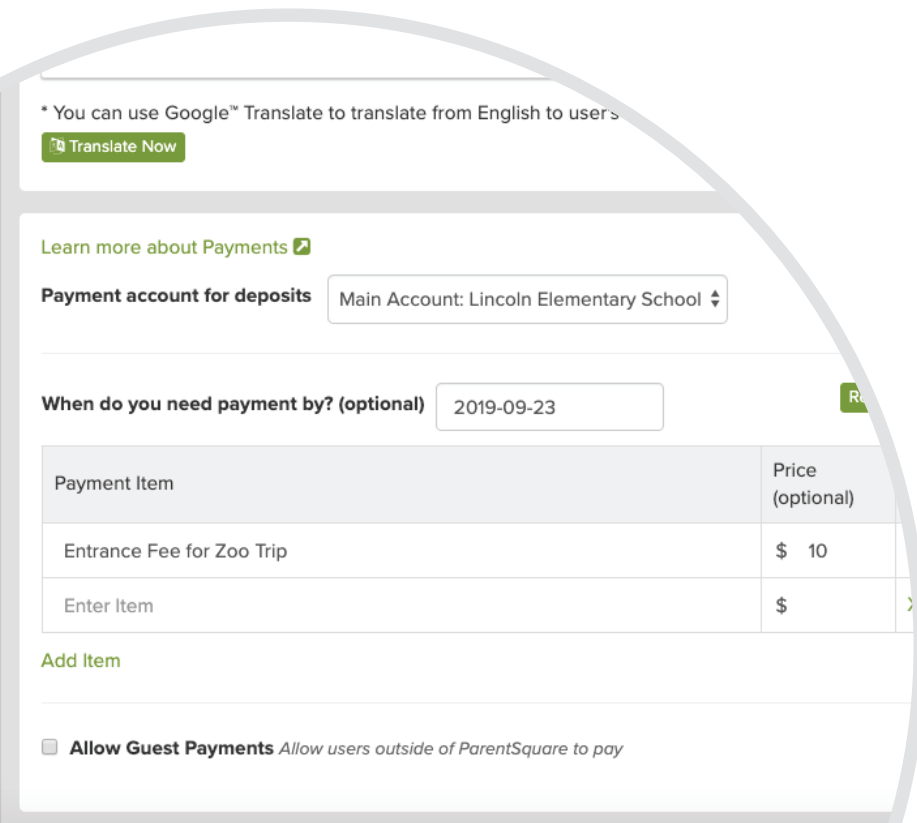 * You can use Google™ Translate to translate from English to user's
Translate Now
Learn more about Payments
Payment account for deposits Main Account: Lincoln Elementary School
When do you need payment by? (optional) 2019-09-23
Payment Item Price (optional)
Entrance Fee for Zoo Trip $ 10
Enter Item $
Add Item
Allow Guest Payments Allow users outside of ParentSquare to pay